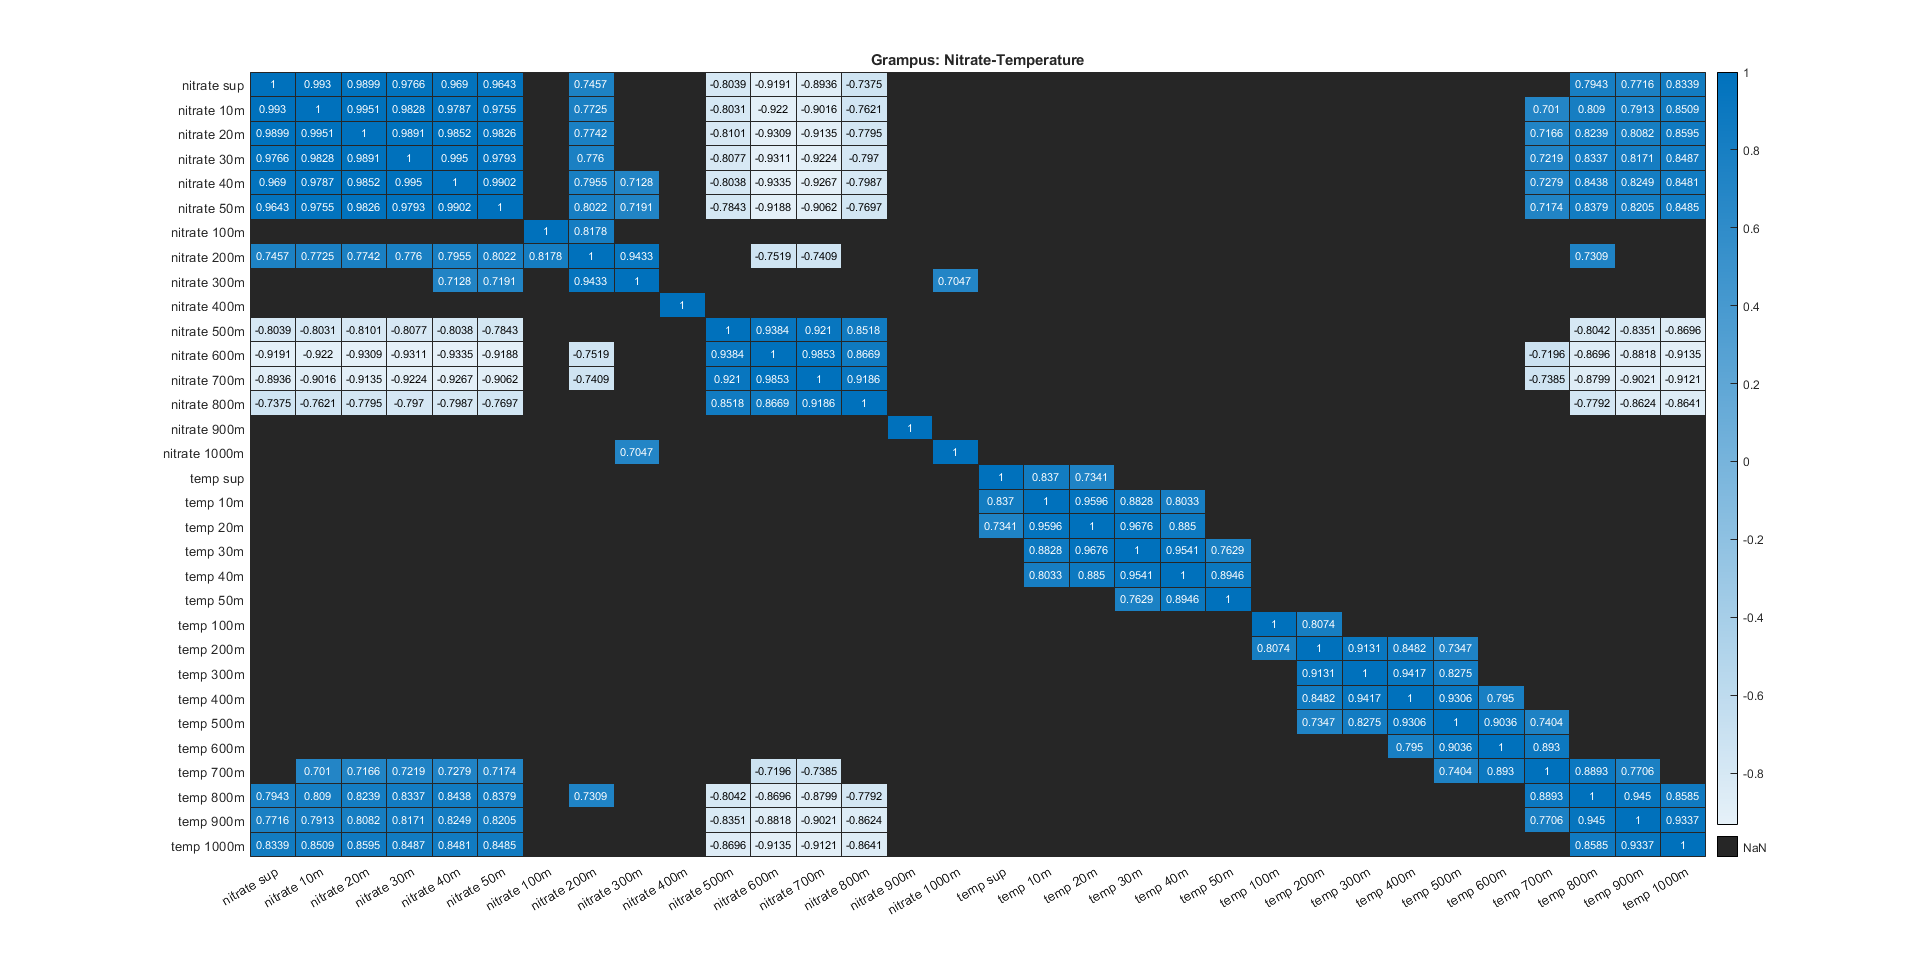 Grampus: Nitrate-Temperature
nitrate sup 1 0.993 0.9899 0.9766 0.969 0.9643 0.7457 -0.8039 -0.9191 -0.8936 -0.7375 0.7943 0.7716 0.8339
nitrate 10m 0.993 1 0.9951 0.9828 0.9787 0.9755 0.7725 -0.8031 -0.922 -0.9016 -0.7621 0.701 0.809 0.7913 0.8509
nitrate 20m 0.9899 0.9951 1 0.9891 0.9852 0.9826 0.7742 -0.8101 -0.9309 -0.9135 -0.7795 0.7166 0.8239 0.8082 0.8595
nitrate 30m 0.9766 0.9828 0.9891 1 0.995 0.9793 0.776 -0.8077 -0.9311 -0.9224 -0.797 0.7219 0.8337 0.8171 0.8487
nitrate 40m 0.969 0.9787 0.9852 0.995 1 0.9902 0.7955 0.7128 -0.8038 -0.9335 -0.9267 -0.7987 0.7279 0.8438 0.8249 0.8481
nitrate 50m 0.9643 0.9755 0.9826 0.9793 0.9902 1 0.8022 0.7191 -0.7843 -0.9188 -0.9062 -0.7697 0.7174 0.8379 0.8205 0.8485
nitrate 100m 1 0.8178
nitrate 200m 0.7457 0.7725 0.7742 0.776 0.7955 0.8022 0.8178 1 0.9433 -0.7519 -0.7409 0.7309
nitrate 300m 0.7128 0.7191 0.9433 1 0.7047
nitrate 400m 1
nitrate 500m -0.8039 -0.8031 -0.8101 -0.8077 -0.8038 -0.7843 1 0.9384 0.921 0.8518 -0.8042 -0.8351 -0.8696
nitrate 600m -0.9191 -0.922 -0.9309 -0.9311 -0.9335 -0.9188 -0.7519 0.9384 1 0.9853 0.8669 -0.7196 -0.8696 -0.8818 -0.9135
nitrate 700m -0.8936 -0.9016 -0.9135 -0.9224 -0.9267 -0.9062 -0.7409 0.921 0.9853 1 0.9186 -0.7385 -0.8799 -0.9021 -0.9121
nitrate 800m -0.7375 -0.7621 -0.7795 -0.797 -0.7987 -0.7697 0.8518 0.8669 0.9186 1 -0.7792 -0.8624 -0.8641
nitrate 900m 1
nitrate 1000m 0.7047 1
temp sup 1 0.837 0.7341
temp 10m 0.837 1 0.9596 0.8828 0.8033
temp 20m 0.7341 0.9596 1 0.9676 0.885
temp 30m 0.8828 0.9676 1 0.9541 0.7629
temp 40m 0.8033 0.885 0.9541 1 0.8946
temp 50m 0.7629 0.8946 1
temp 100m 1 0.8074
temp 200m 0.8074 1 0.9131 0.8482 0.7347
temp 300m 0.9131 1 0.9417 0.8275
temp 400m 0.8482 0.9417 1 0.9306 0.795
temp 500m 0.7347 0.8275 0.9306 1 0.9036 0.7404
temp 600m 0.795 0.9036 1 0.893
temp 700m 0.701 0.7166 0.7219 0.7279 0.7174 -0.7196 -0.7385 0.7404 0.893 1 0.8893 0.7706
temp 800m 0.7943 0.809 0.8239 0.8337 0.8438 0.8379 0.7309 -0.8042 -0.8696 -0.8799 -0.7792 0.8893 1 0.945 0.8585
temp 900m 0.7716 0.7913 0.8082 0.8171 0.8249 0.8205 -0.8351 -0.8818 -0.9021 -0.8624 0.7706 0.945 1 0.9337
temp 1000m 0.8339 0.8509 0.8595 0.8487 0.8481 0.8485 -0.8696 -0.9135 -0.9121 -0.8641 0.8585 0.9337 1
nitrate sup nitrate 10m nitrate 20m nitrate 30m nitrate 40m nitrate 50m nitrate 100m nitrate 200m nitrate 300m nitrate 400m nitrate 500m nitrate 600m nitrate 700m nitrate 800m nitrate 900m nitrate 1000m temp sup temp 10m temp 20m temp 30m temp 40m temp 50m temp 100m temp 200m temp 300m temp 400m temp 500m temp 600m temp 700m temp 800m temp 900m temp 1000m
1
0.8
0.6
0.4
0.2
0
-0.2
-0.4
-0.6
-0.8
NaN